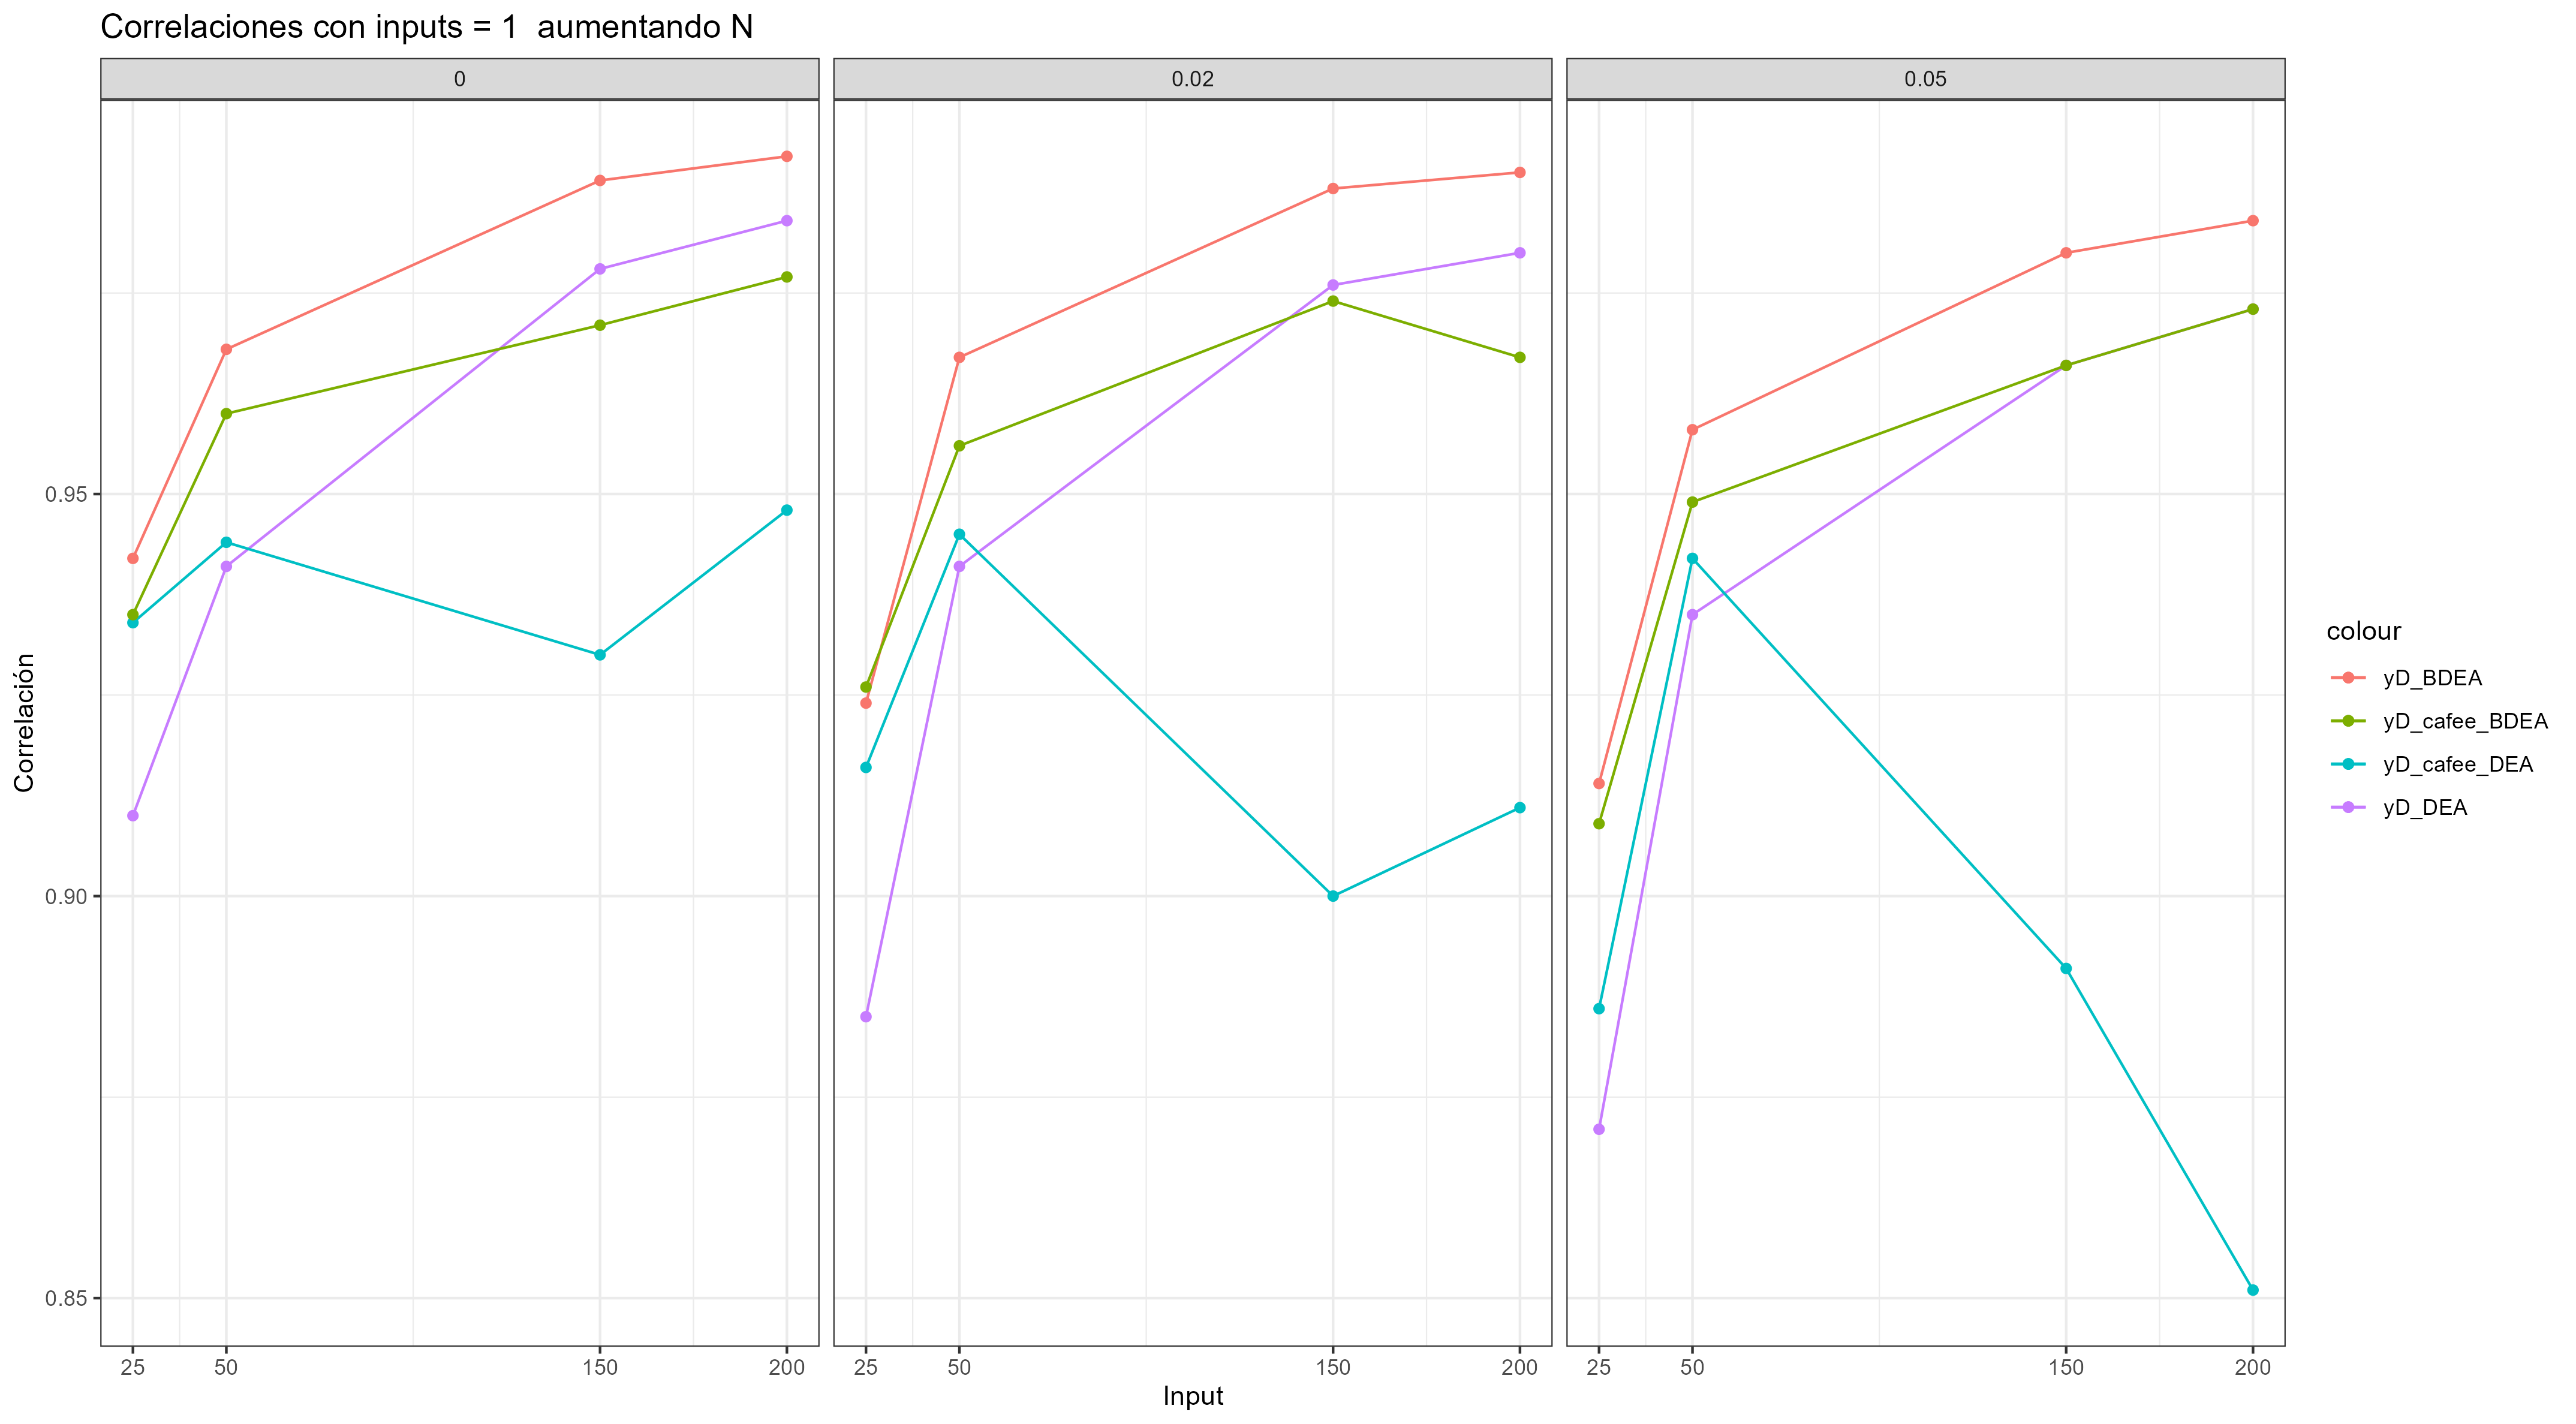 Correlaciones con inputs = 1  aumentando N
0
0.02
0.05
Correlación
0.95
0.90
0.85
25 50 150 200
25 50 150 200
25 50 150 200
Input
colour
yD_BDEA
yD_cafee_BDEA
yD_cafee_DEA
yD_DEA